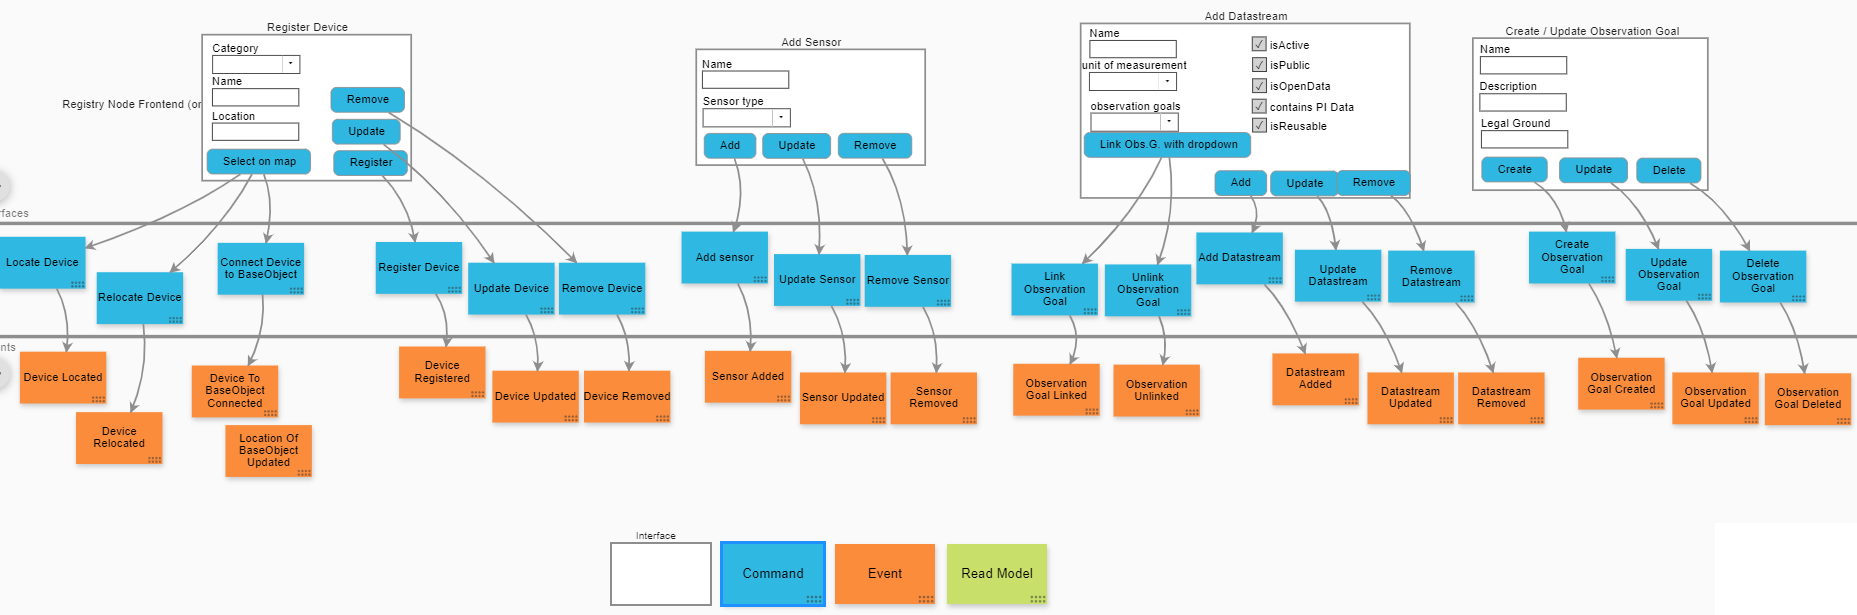 Register Device
Category
Name
Location
Select on map
Remove
Update
Register
Registry Node Frontend (or
Add Sensor
Name
Sensor type
Add
Update
Remove
Add Datastream
Name
unit of measurement
observation goals
Link Obs.G. with dropdown
isActive
isPublic
isOpenData
contains PI Data
isReusable
Add
Update
Remove
Create / Update Observation Goal
Name
Description
Legal Ground
Create
Update
Delete
rfaces
Locate Device
Relocate Device
Connect Device
to BaseObject
Register Device
Update Device
Remove Device
Add sensor
Update Sensor
Remove Sensor
Link
Observation
Goal
Unlink
Observation
Goal
Add Datastream
Update
Datastream
Remove
Datastream
Create
Observation
Goal
Update
Observation
Goal
Delete
Observation
Goal
nts
Device Located
Device
Relocated
Device To
BaseObject
Connected
Location Of
BaseObject
Updated
Device
Registered
Device Updated
Device Removed
Sensor Added
Sensor Updated
Sensor
Removed
Observation
Goal Linked
Observation
Unlinked
Datastream
Added
Datastream
Updated
Datastream
Removed
Observation
Goal Created
Observation
Goal Updated
Observation
Goal Deleted
Interface
Command
Event
Read Model